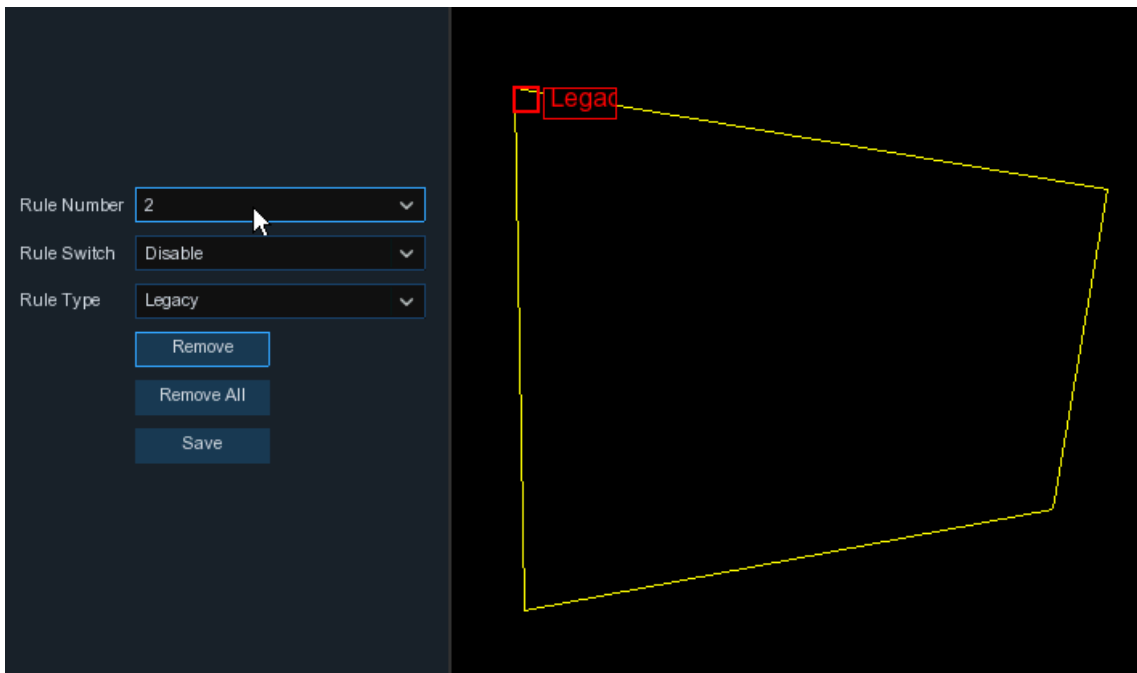 Legac
Rule Number 2
Rule Switch Disable
Rule Type Legacy
Remove
Remove All
Save